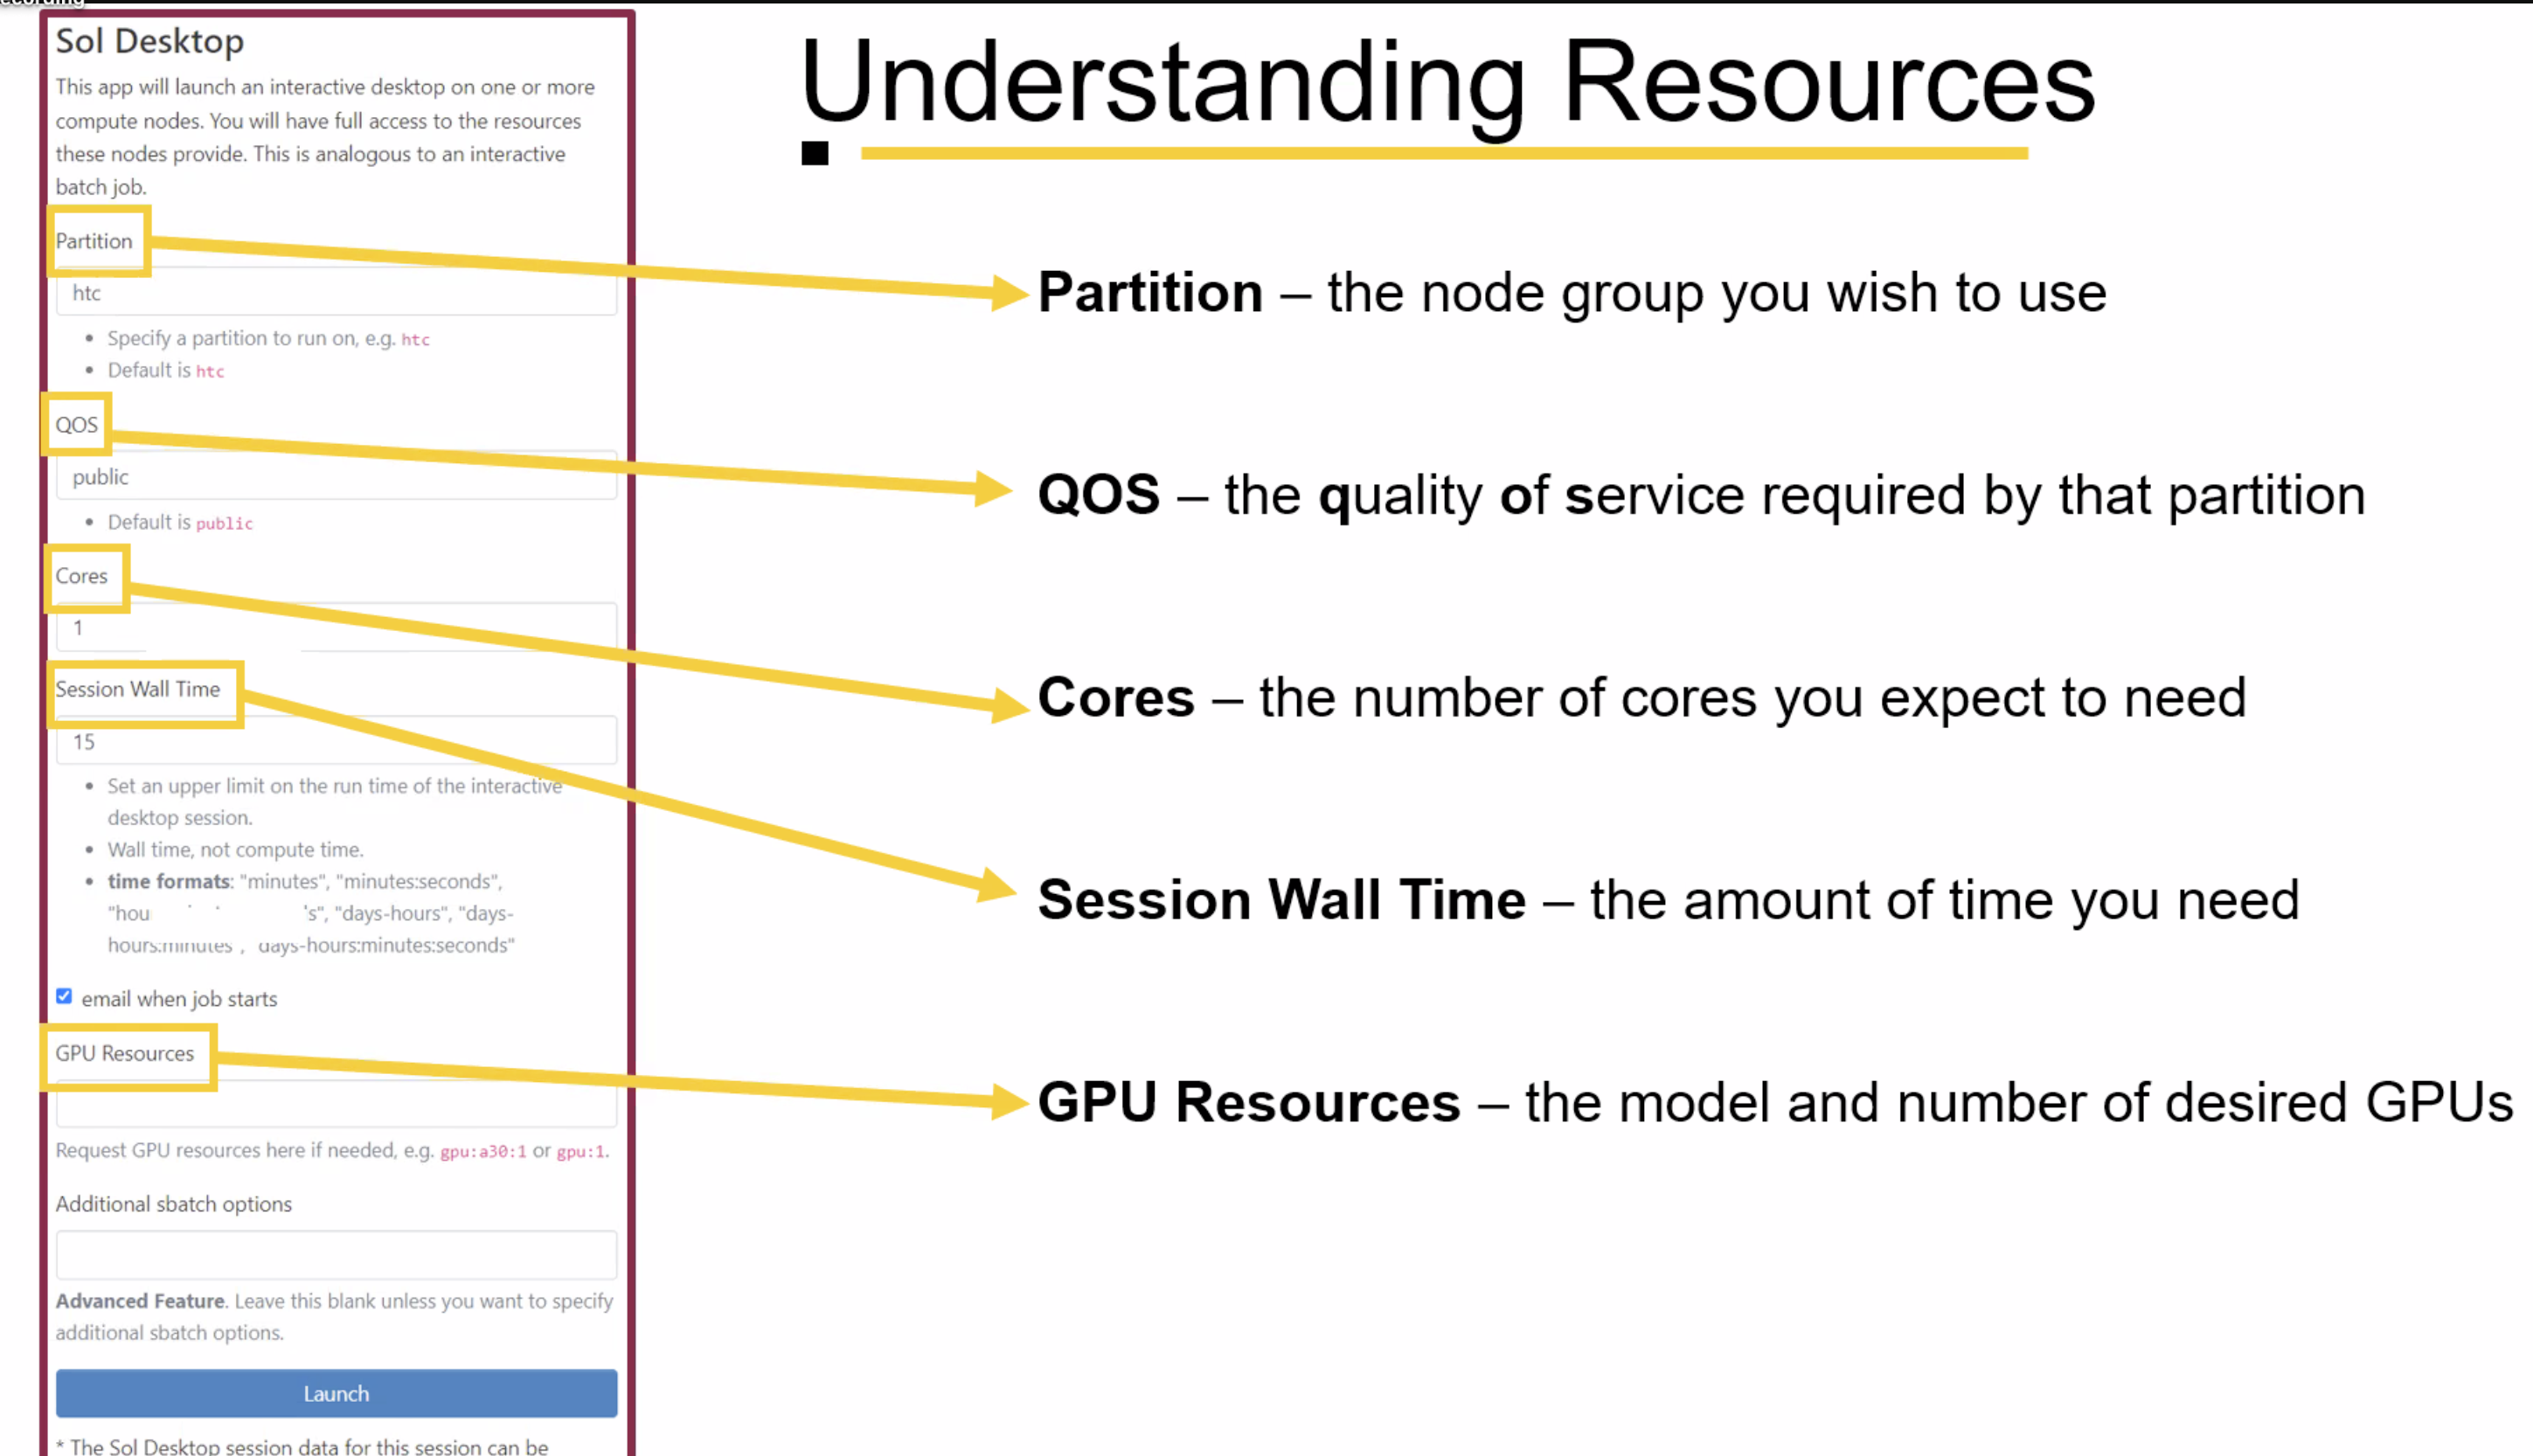 Sol Desktop
This app will launch an interactive desktop on one or more
compute nodes. You will have full access to the resources
these nodes provide. This is analogous to an interactive
batch job.
Partition
htc
• Specify a partition to run on, e.g. htc
• Default is htc
QOS
public
• Default is public
Cores
1
Session Wall Time
15
• Set an upper limit on the run time of the interactive
desktop session.
• Wall time, not compute time.
• time formats: "minutes", "minutes:seconds",
"days-hours", "days-
hours:minutes", days-hours:minutes:seconds"
email when job starts
GPU Resources
Request GPU resources here if needed, e.g. gpu:a30:1 or gpu:1.
Additional sbatch options
Advanced Feature. Leave this blank unless you want to specify
additional sbatch options.
Launch
* The Sol Desktop session data for this session can be
Understanding Resources
Partition – the node group you wish to use
QOS – the quality of service required by that partition
Cores – the number of cores you expect to need
Session Wall Time – the amount of time you need
GPU Resources – the model and number of desired GPUs